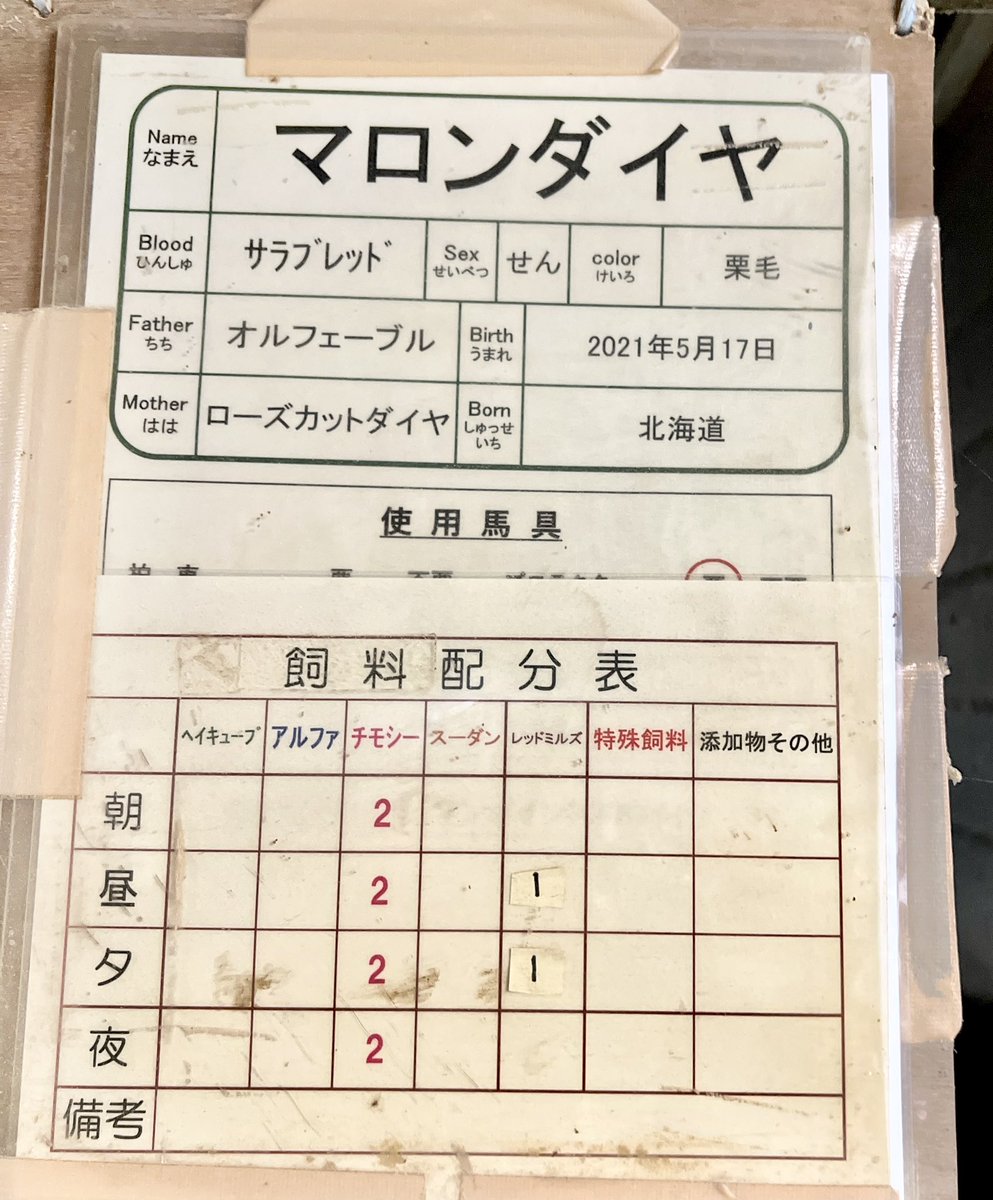 Name
なまえ
マロンダイヤ
Blood
ひんしゅ
サラブレッド
Sex
せいべつ
せん
color
けいろ
栗毛
Father
ちち
オルフェーブル
Birth
うまれ
2021年5月17日
Mother
はは
ローズカットダイヤ
Born
しゅっせ
いち
北海道
使用馬具
飼料配分表
ヘイキューブ アルファ チモシー スーダン レッドミルズ 特殊飼料 添加物その他
朝 2
昼 2 1
夕 2 1
夜 2
備考